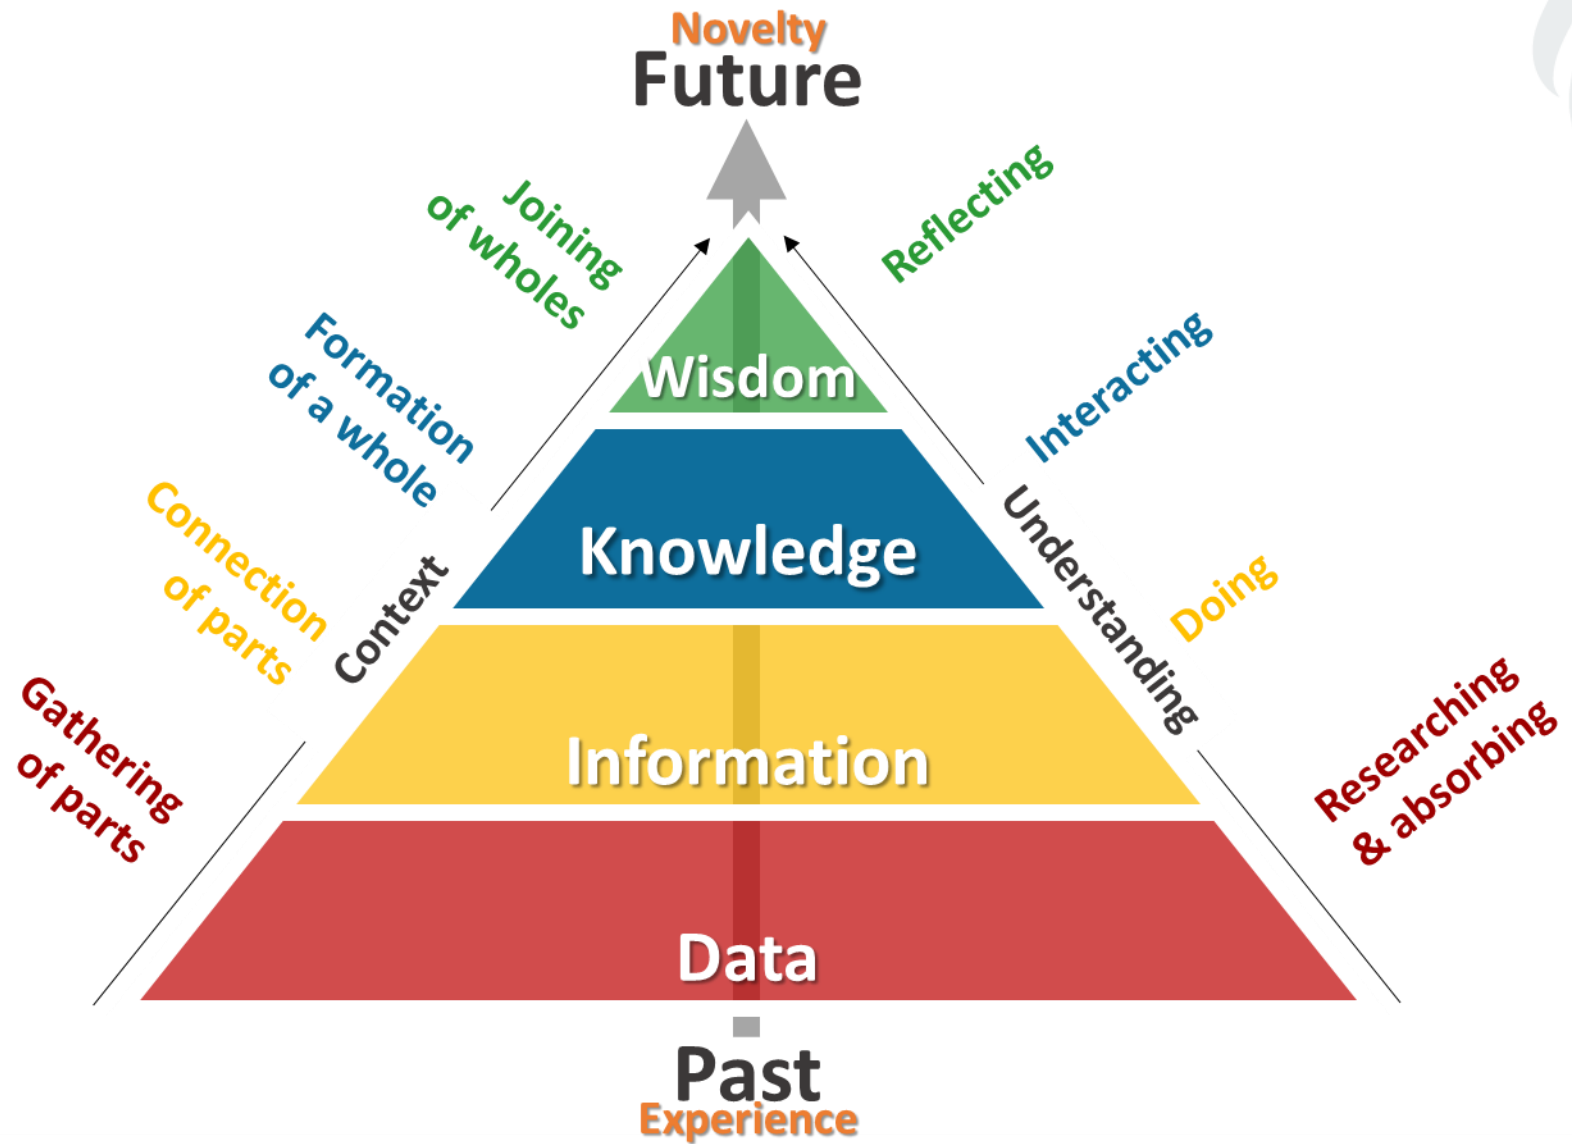 Novelty
Future
Joining
of wholes
Reflecting
Formation
of a whole
Interacting
Wisdom
Connection
of parts
Context
Knowledge
Understanding
Doing
Gathering
of parts
Information
Researching
& absorbing
Data
Past
Experience